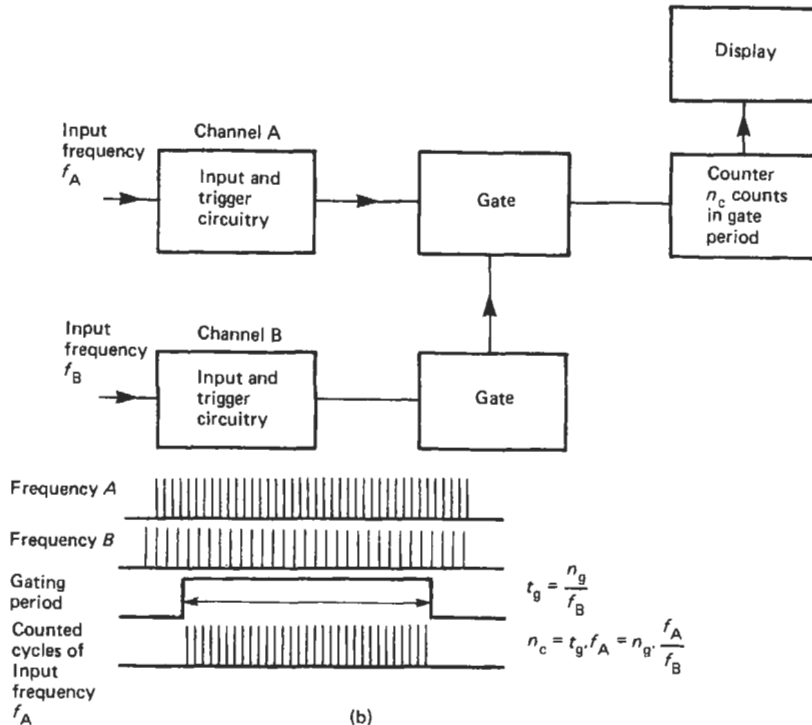 Display
Input
frequency
f_A
Channel A
Input and
trigger
circuitry
Gate
Counter
n_c counts
in gate
period
Input
frequency
f_B
Channel B
Input and
trigger
circuitry
Gate
Frequency A
Frequency B
Gating
period
t_g = n_g / f_B
Counted
cycles of
Input
frequency
f_A
n_c = t_g. f_A = n_g. f_A / f_B
(b)